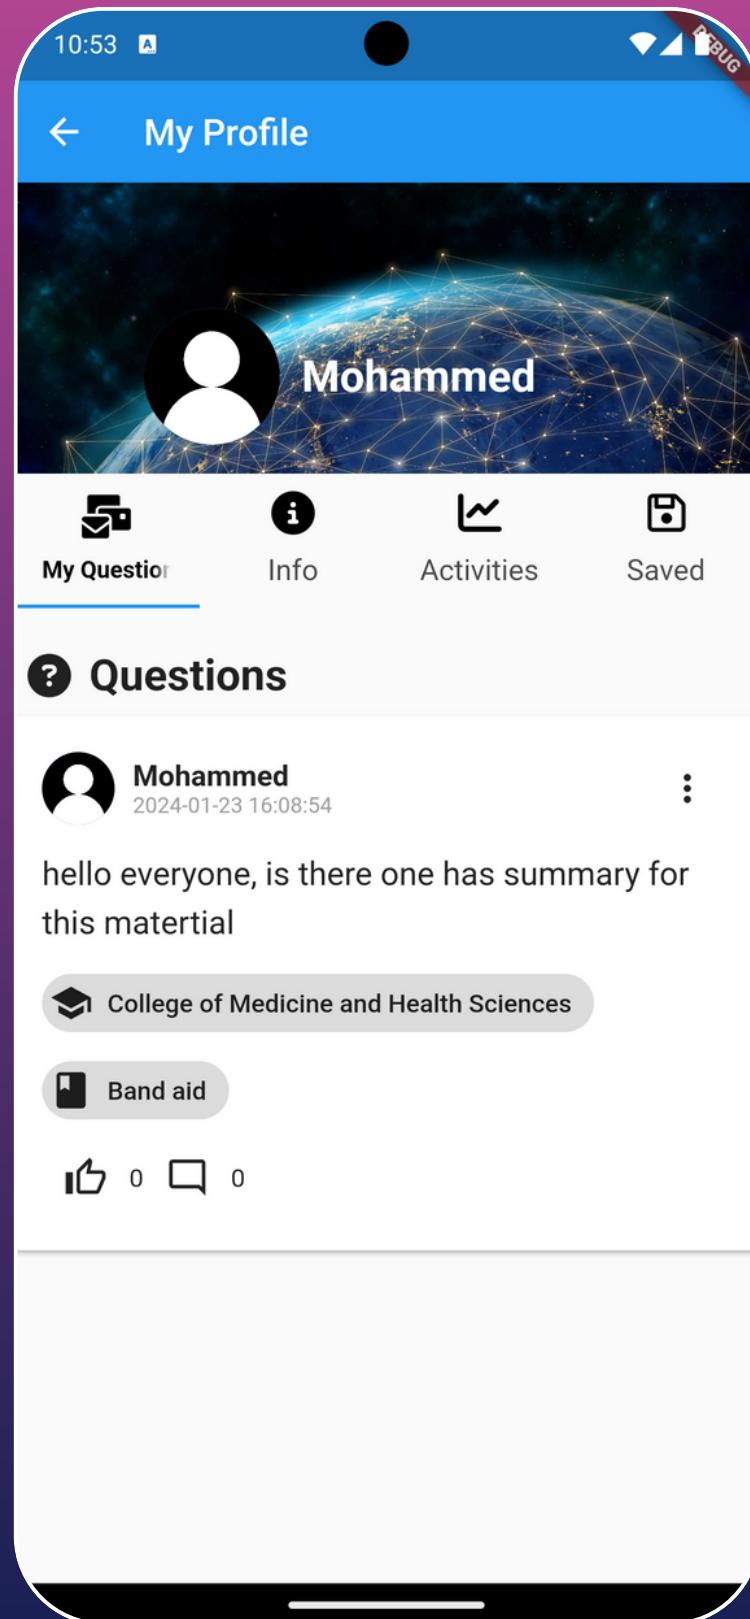 10:53 A
DEBUG
My Profile
Mohammed
My Question
Info
Activities
Saved
Questions
Mohammed
2024-01-23 16:08:54
hello everyone, is there one has summary for
this matertial
College of Medicine and Health Sciences
Band aid
0 0